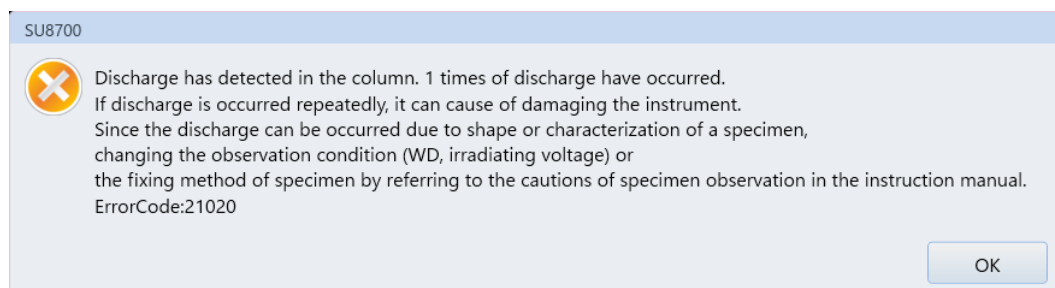 SU8700
Discharge has detected in the column. 1 times of discharge have occurred.
If discharge is occurred repeatedly, it can cause of damaging the instrument.
Since the discharge can be occurred due to shape or characterization of a specimen,
changing the observation condition (WD, irradiating voltage) or
the fixing method of specimen by referring to the cautions of specimen observation in the instruction manual.
ErrorCode:21020
OK